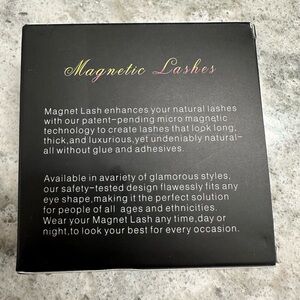 Magnetic Lashes
Magnet Lash enhances your natural lashes
with our patent-pending micro magnetic
technology to create lashes that lopk long,
thick,and luxurious,yet undeniably natural-
all without glue and adhesives.
Available in avariety of glamorous styles,
our safety-tested design flawessly fits any
eye shape,making it the perfect solution
for people of all ages and ethnicities.
Wear your Magnet Lash any time,day or
night,to look your best for every occasion.